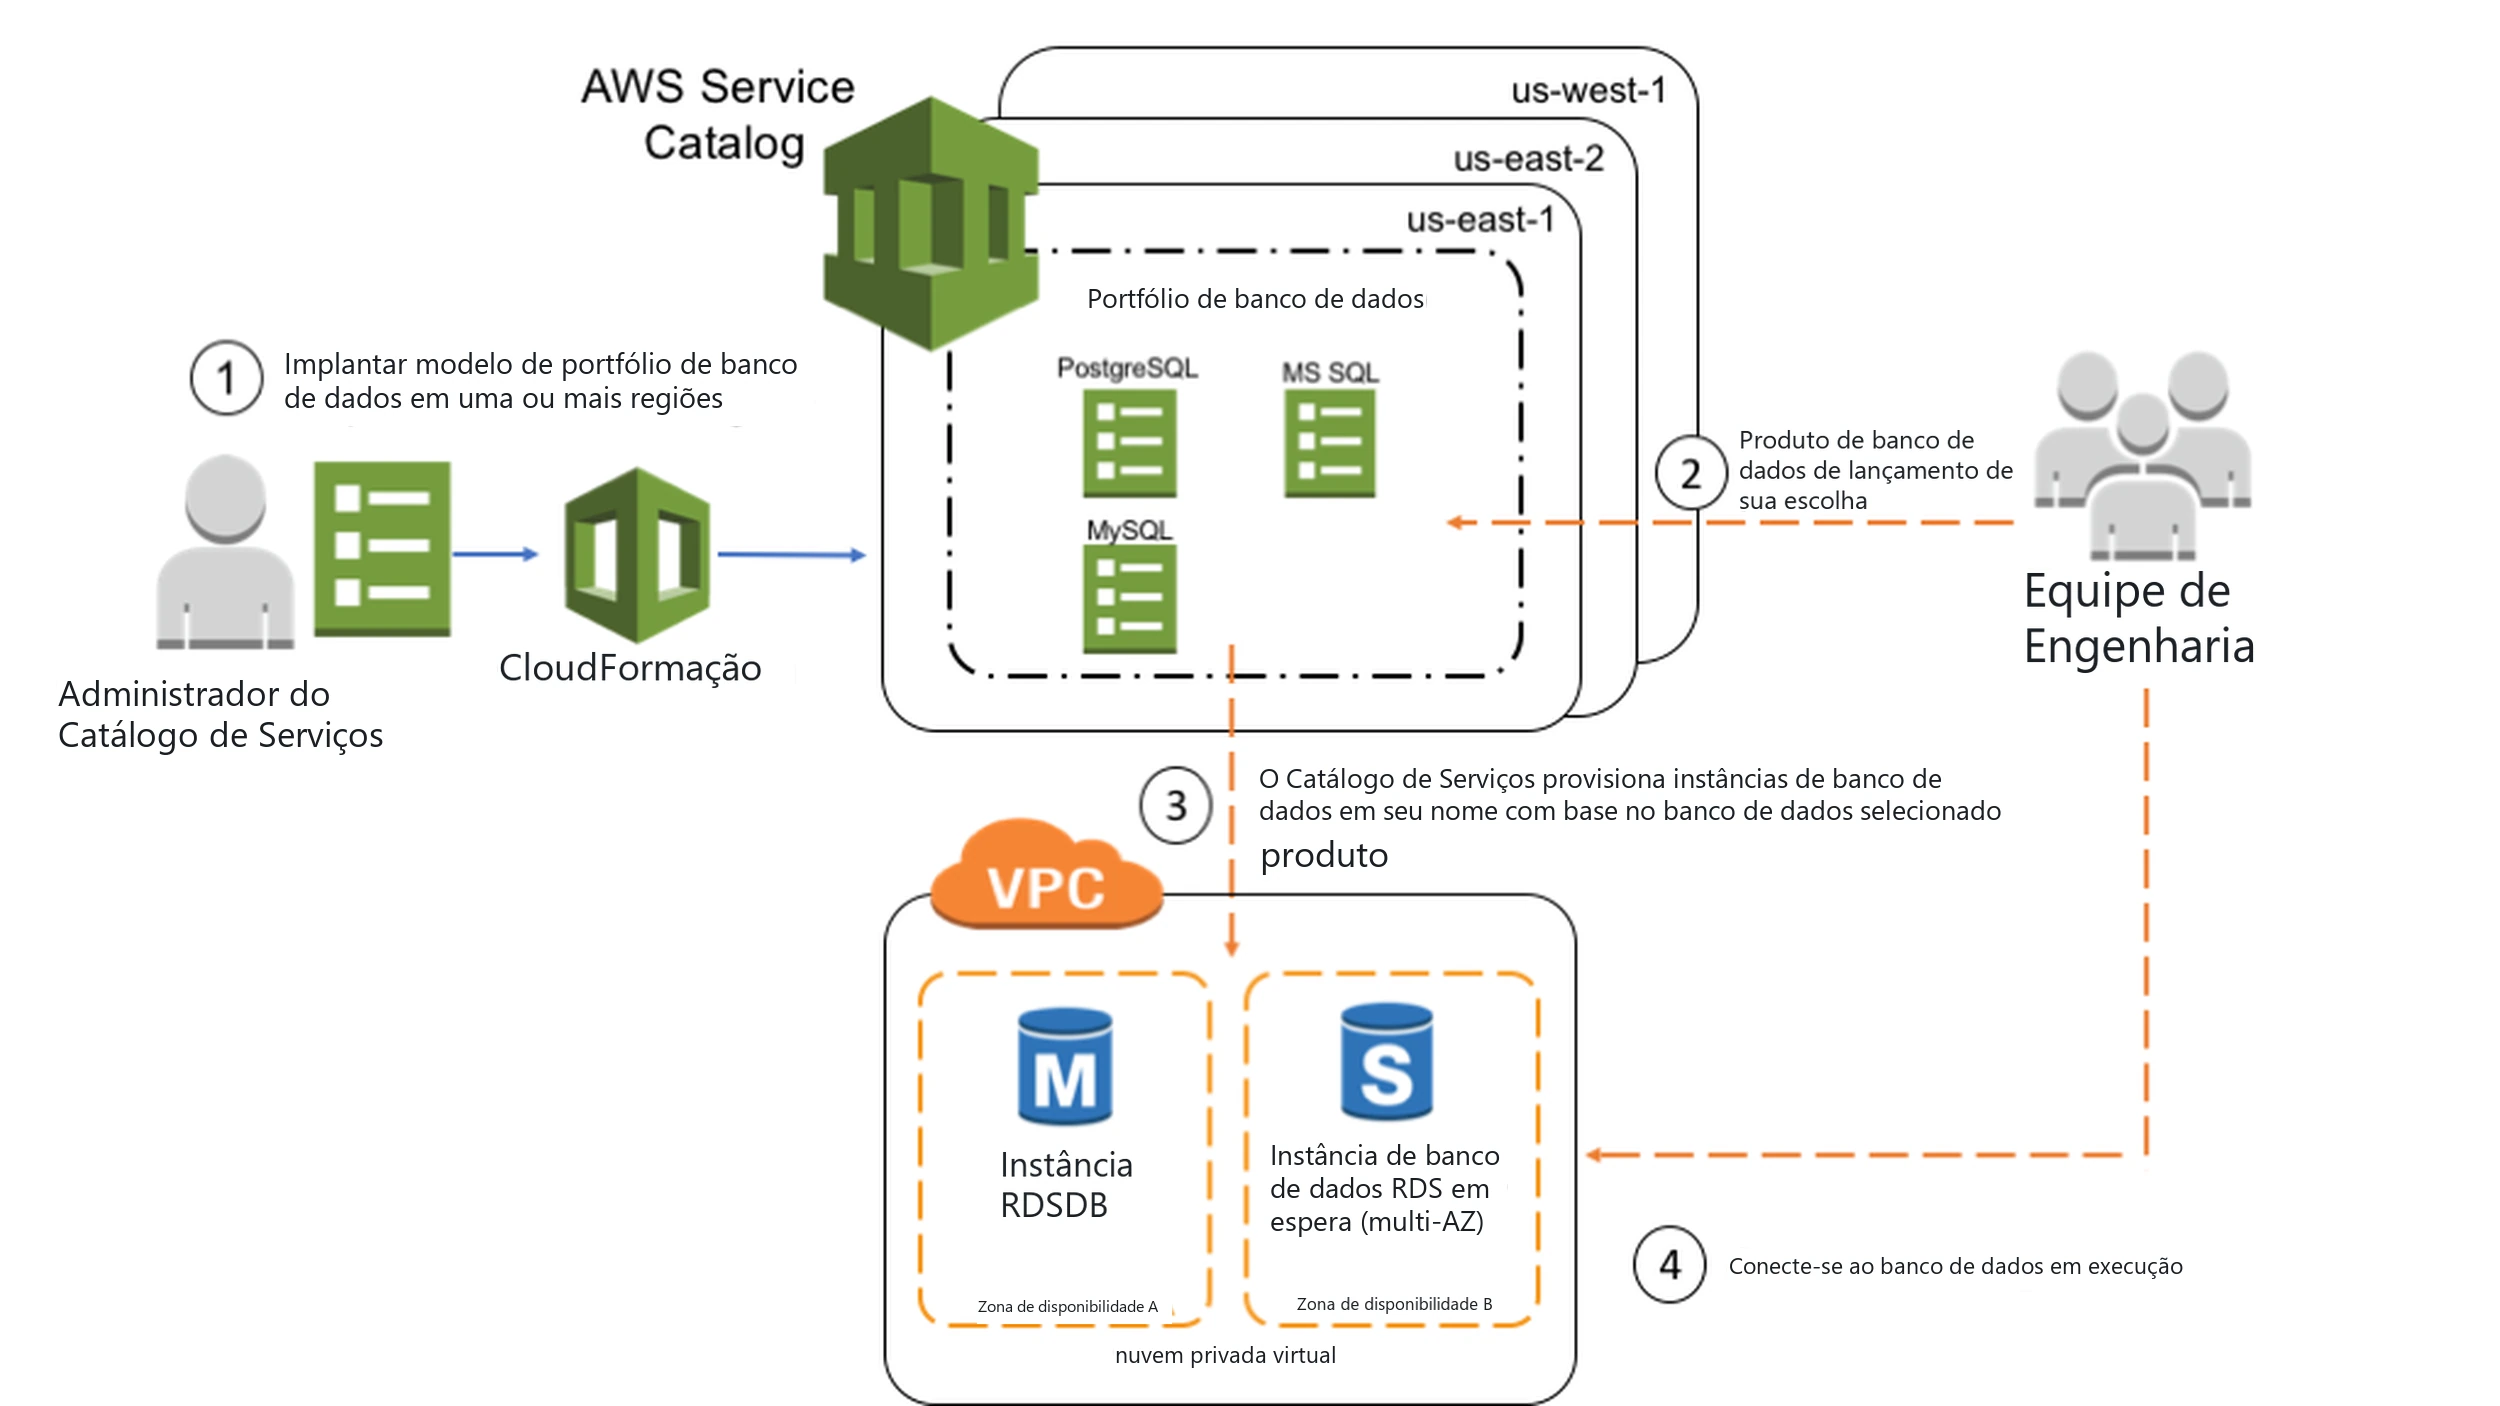 AWS Service
Catalog
us-west-1
us-east-2
us-east-1
Portfólio de banco de dados
PostgreSQL
MS SQL
MySQL
1
Implantar modelo de portfólio de banco
de dados em uma ou mais regiões
CloudFormação
Administrador do
Catálogo de Serviços
2
Produto de banco de
dados de lançamento de
sua escolha
Equipe de
Engenharia
3
O Catálogo de Serviços provisiona instâncias de banco de
dados em seu nome com base no banco de dados selecionado
produto
VPC
M
Instância
RDSDB
Zona de disponibilidade A
S
Instância de banco
de dados RDS em
espera (multi-AZ)
Zona de disponibilidade B
nuvem privada virtual
4
Conecte-se ao banco de dados em execução